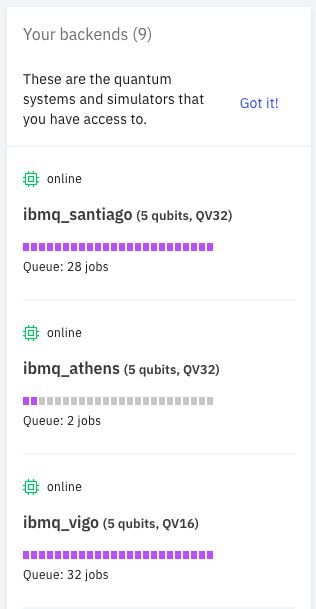 Your backends (9)
These are the quantum
systems and simulators that
you have access to.
Got it!
online
ibmq_santiago (5 qubits, QV32)
Queue: 28 jobs
online
ibmq_athens (5 qubits, QV32)
Queue: 2 jobs
online
ibmq_vigo (5 qubits, QV16)
Queue: 32 jobs